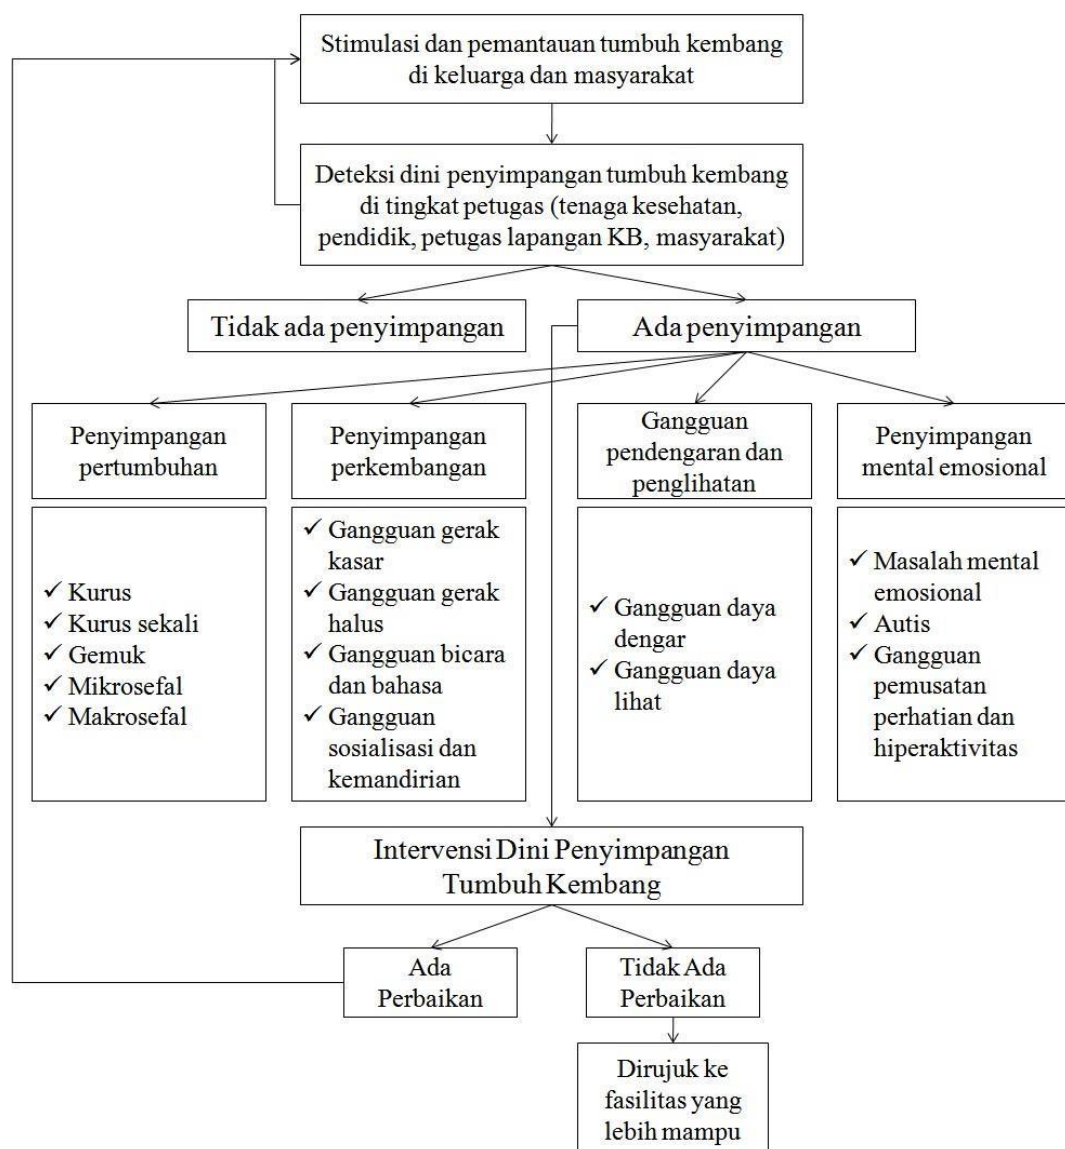 Stimulasi dan pemantauan tumbuh kembang
di keluarga dan masyarakat
Deteksi dini penyimpangan tumbuh kembang
di tingkat petugas (tenaga kesehatan,
pendidik, petugas lapangan KB, masyarakat)
Tidak ada penyimpangan
Ada penyimpangan
Penyimpangan
pertumbuhan
Penyimpangan
perkembangan
Gangguan
pendengaran dan
penglihatan
Penyimpangan
mental emosional
✓ Kurus
✓ Kurus sekali
✓ Gemuk
✓ Mikrosefal
✓ Makrosefal
✓ Gangguan gerak
kasar
✓ Gangguan gerak
halus
✓ Gangguan bicara
dan bahasa
✓ Gangguan
sosialisasi dan
kemandirian
✓ Gangguan daya
dengar
✓ Gangguan daya
lihat
✓ Masalah mental
emosional
✓ Autis
✓ Gangguan
pemusatan
perhatian dan
hiperaktivitas
Intervensi Dini Penyimpangan
Tumbuh Kembang
Ada
Perbaikan
Tidak Ada
Perbaikan
Dirujuk ke
fasilitas yang
lebih mampu